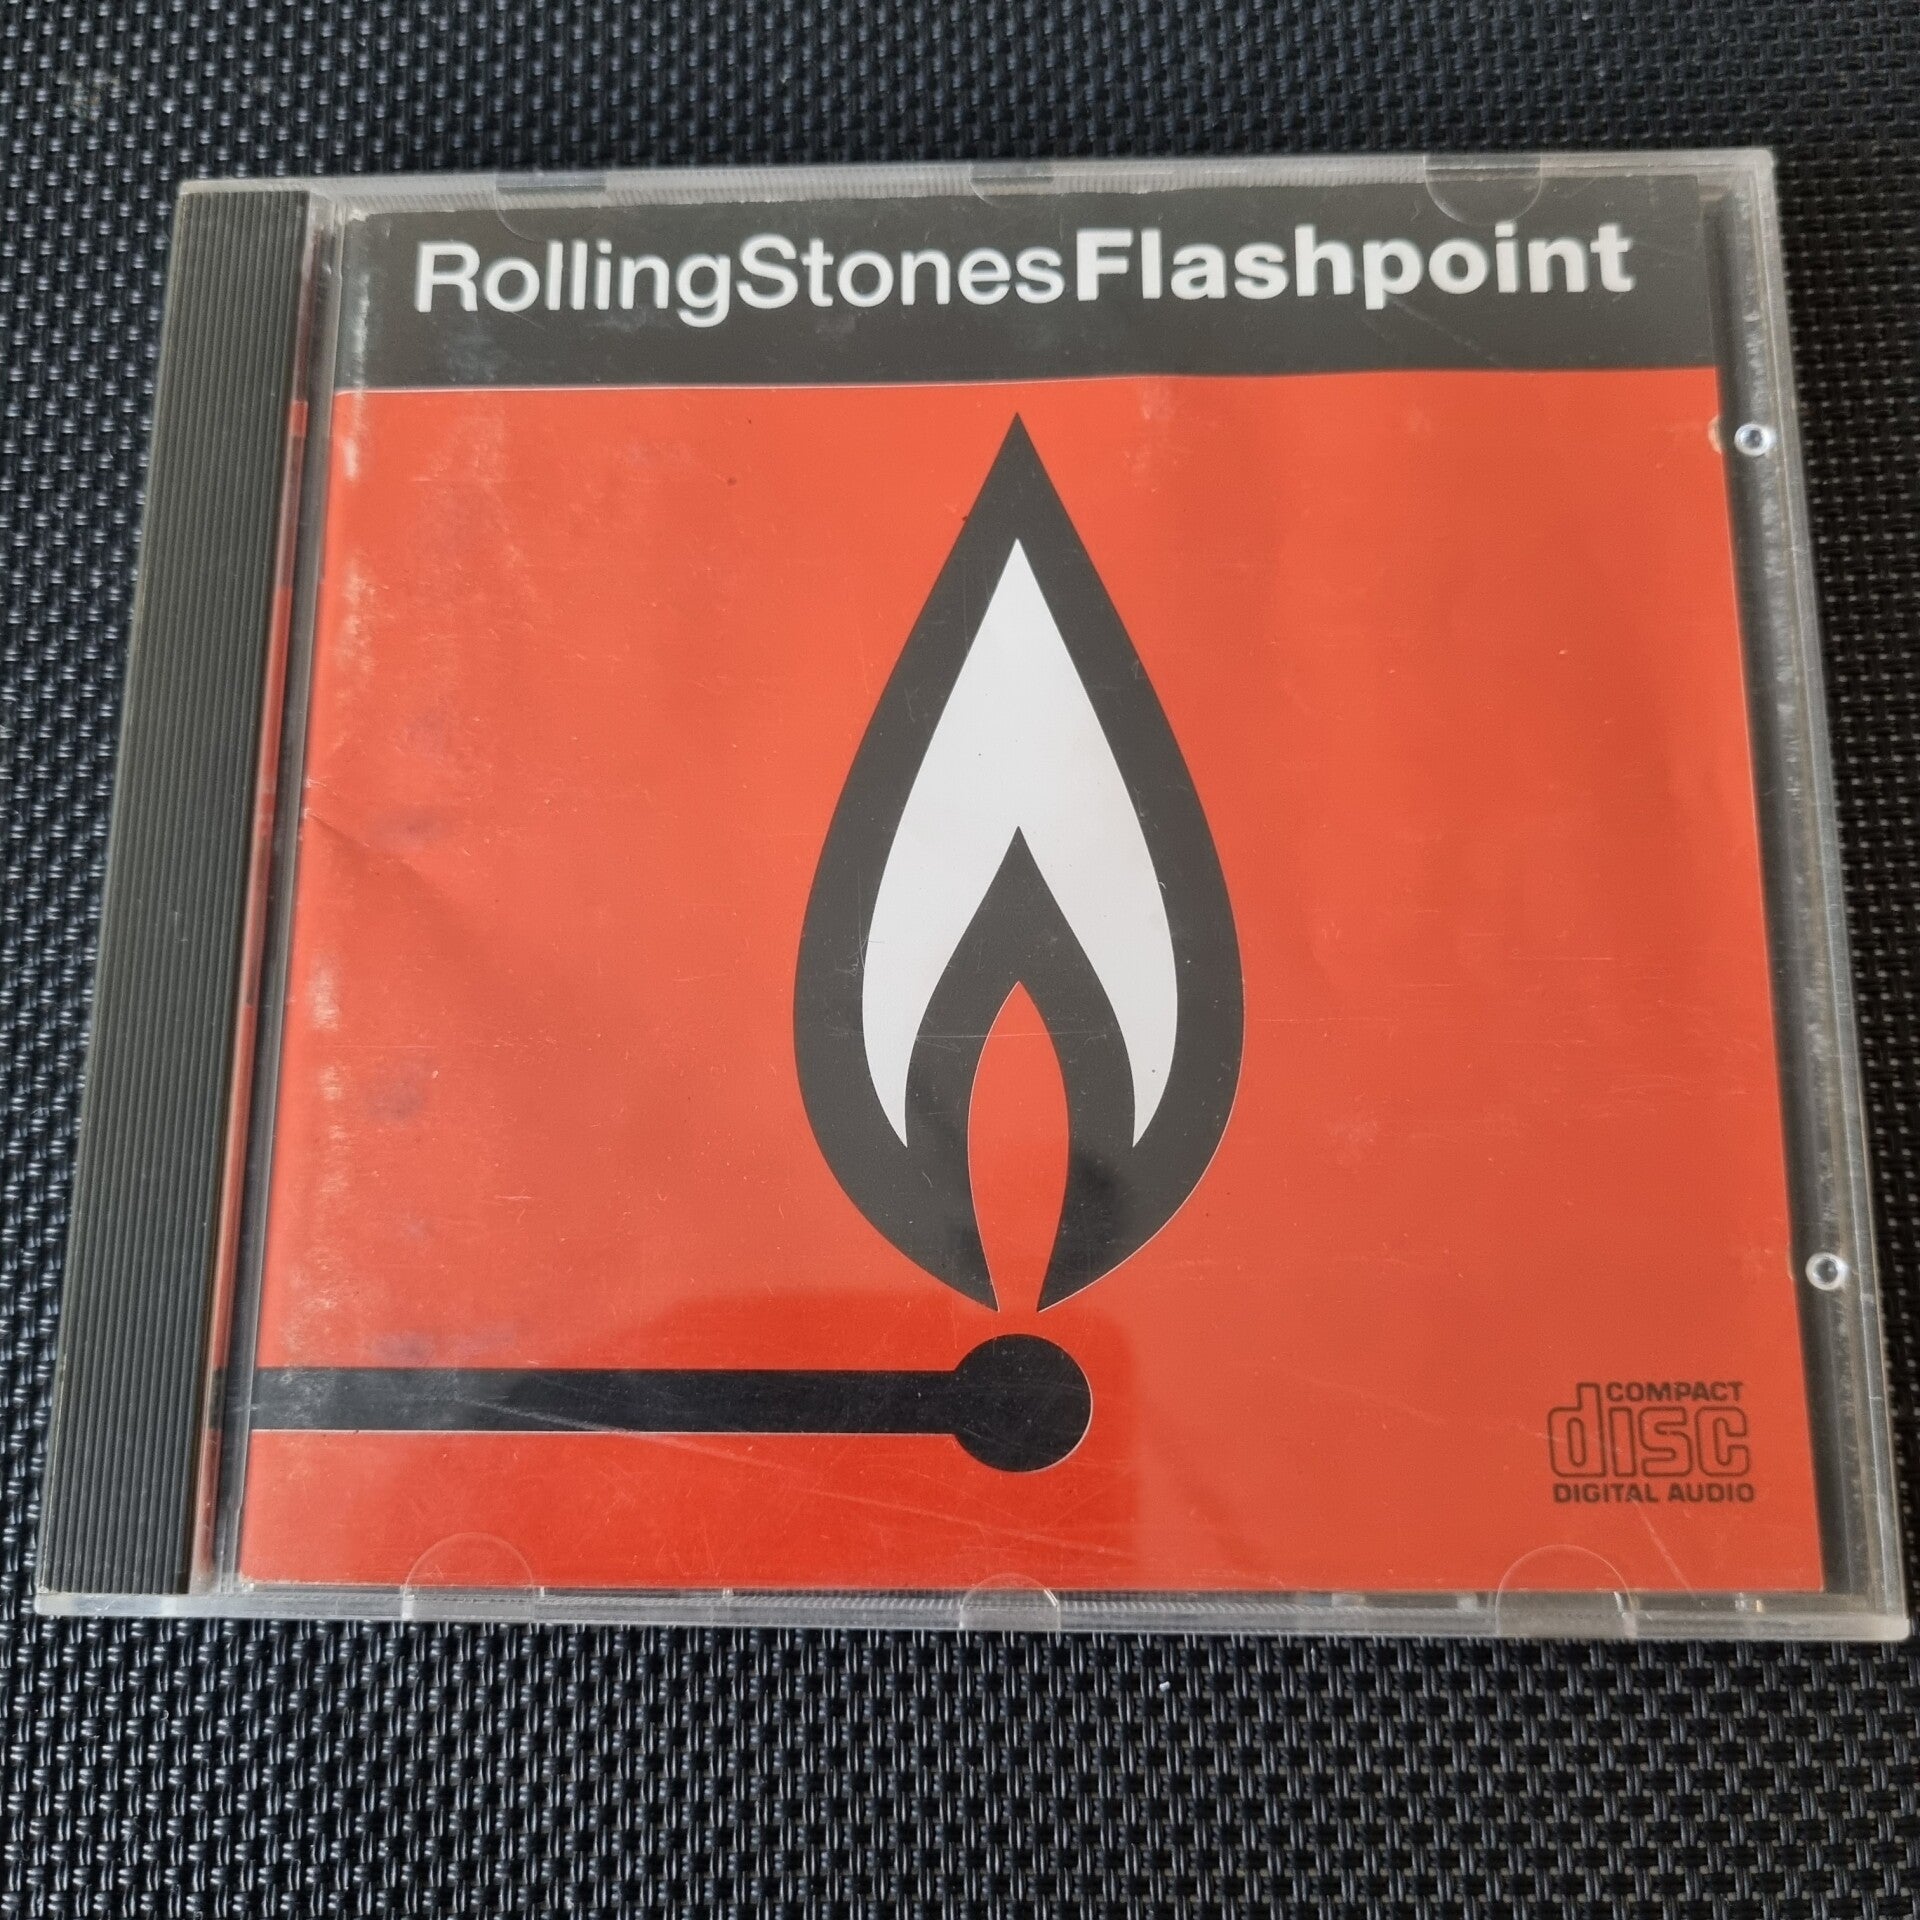 RollingStonesFlashpoint
COMPACT
disc
DIGITAL AUDIO